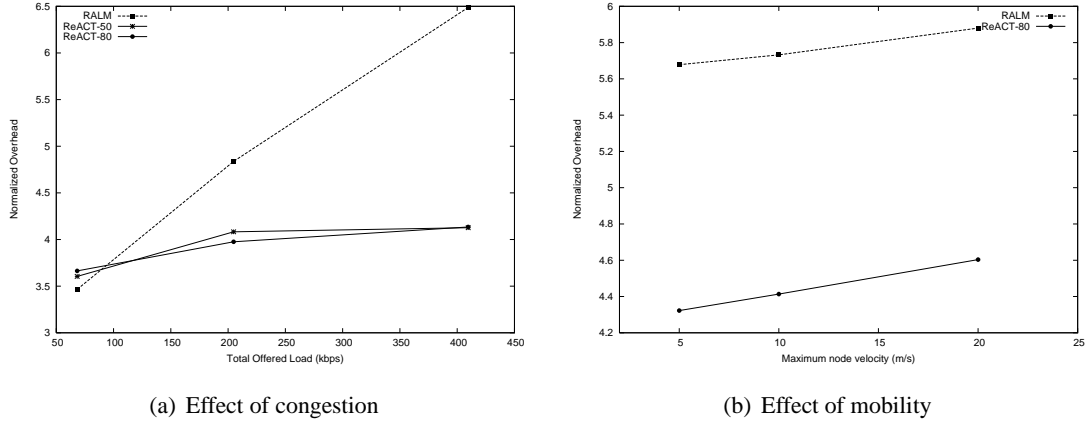 RALM
ReACT-50
ReACT-80
6.5
6
5.5
5
4.5
4
3.5
3
Normalized Overhead
50 100 150 200 250 300 350 400 450
Total Offered Load (kbps)
(a) Effect of congestion
RALM
ReACT-80
6
5.8
5.6
5.4
5.2
5
4.8
4.6
4.4
4.2
Normalized Overhead
5 10 15 20 25
Maximum node velocity (m/s)
(b) Effect of mobility